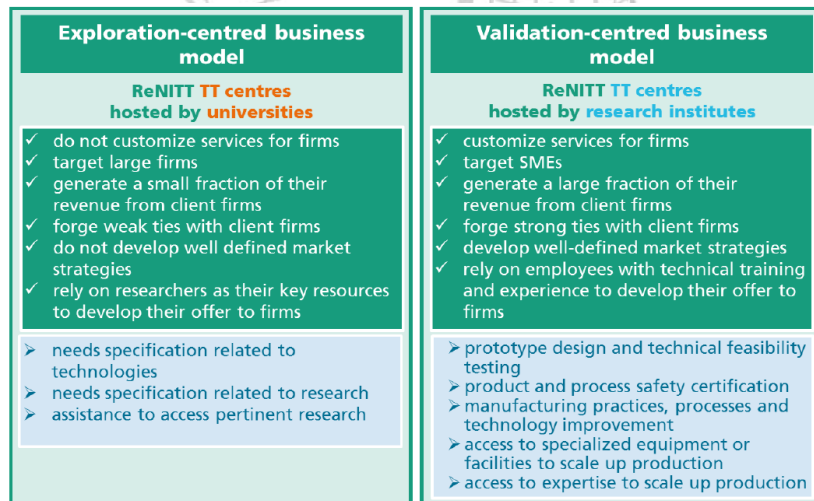 Exploration-centred business
model
ReNITT TT centres
hosted by universities
✓ do not customize services for firms
✓ target large firms
✓ generate a small fraction of their
revenue from client firms
✓ forge weak ties with client firms
✓ do not develop well defined market
strategies
✓ rely on researchers as their key resources
to develop their offer to firms
➢ needs specification related to
technologies
➢ needs specification related to research
➢ assistance to access pertinent research
Validation-centred business
model
ReNITT TT centres
hosted by research institutes
✓ customize services for firms
✓ target SMEs
✓ generate a large fraction of their
revenue from client firms
✓ forge strong ties with client firms
✓ develop well-defined market strategies
✓ rely on employees with technical training
and experience to develop their offer to
firms
➢ prototype design and technical feasibility
testing
➢ product and process safety certification
➢ manufacturing practices, processes and
technology improvement
➢ access to specialized equipment or
facilities to scale up production
➢ access to expertise to scale up production